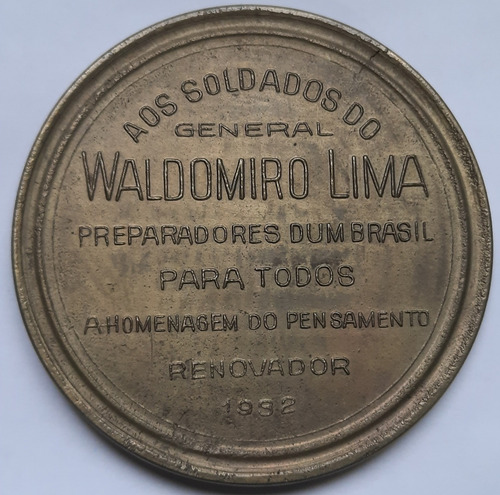 AOS SOLDADOS DO
GENERAL
WALDOMIRO LIMA
PREPARADORES DUM BRASIL
PARA TODOS
A HOMENAGEM DO PENSAMENTO
RENOVADOR
1932